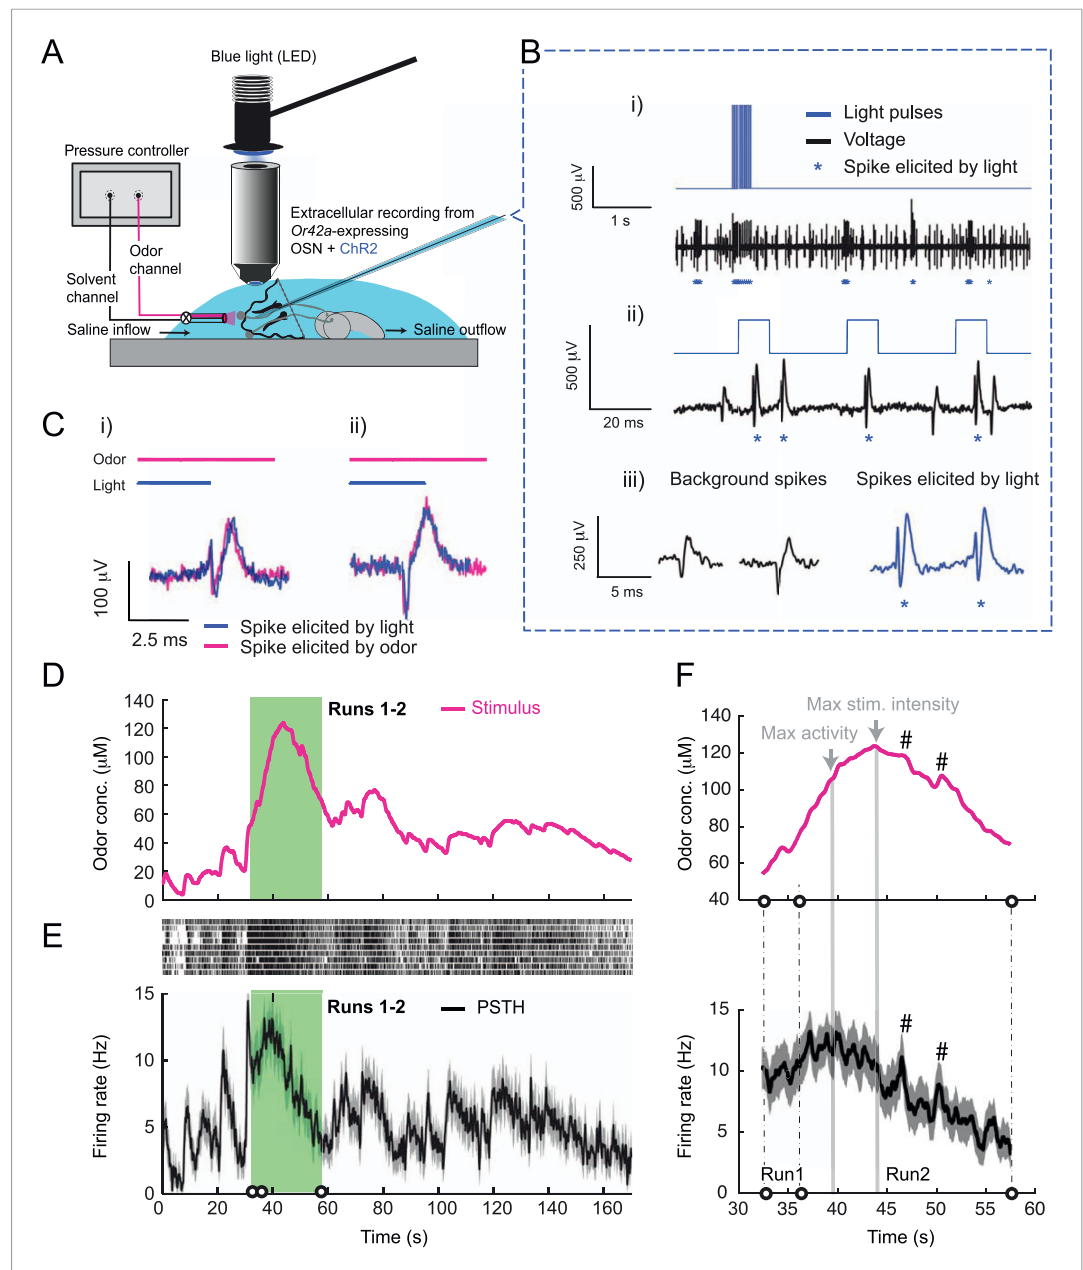 A
Blue light (LED)
Pressure controller
Extracellular recording from
Or42a-expressing
OSN + ChR2
Odor
channel
Solvent
channel
Saline inflow
Saline outflow
B
i)
Light pulses
Voltage
* Spike elicited by light
500 µV
1 s
ii)
500 µV
20 ms
* * * *
iii)
Background spikes
Spikes elicited by light
250 µV
5 ms
* *
C
i)
ii)
Odor
Light
100 µV
2.5 ms
Spike elicited by light
Spike elicited by odor
D
Runs 1-2
Stimulus
Odor conc. (µM)
140
120
100
80
60
40
20
0
E
Runs 1-2
PSTH
Firing rate (Hz)
15
10
5
0
0 20 40 60 80 100 120 140 160
Time (s)
F
Max stim. intensity
Max activity
# #
Odor conc. (µM)
140
120
100
80
60
40
# #
Firing rate (Hz)
15
10
5
0
Run1
Run2
30 35 40 45 50 55 60
Time (s)